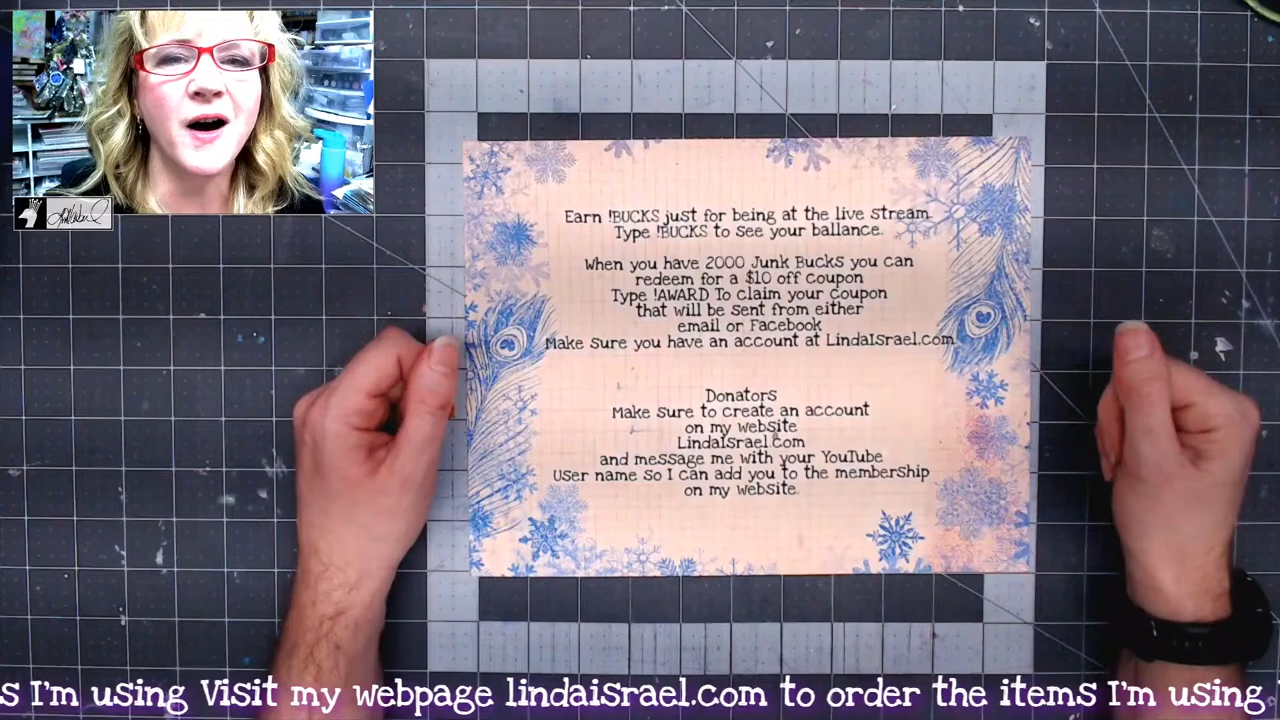 Earn !BUCKS just for being at the live stream.
Type !BUCKS to see your ballance.
When you have 2000 Junk Bucks you can
redeem for a $10 off coupon
Type !AWARD To claim your coupon
that will be sent from either
email or Facebook
Make sure you have an account at LindaIsrael.com
Donators
Make sure to create an account
on my website
LindaIsrael.com
and message me with your YouTube
User name so I can add you to the membership
on my website.
s I'm using Visit my webpage lindaisrael.com to order the items I'm using